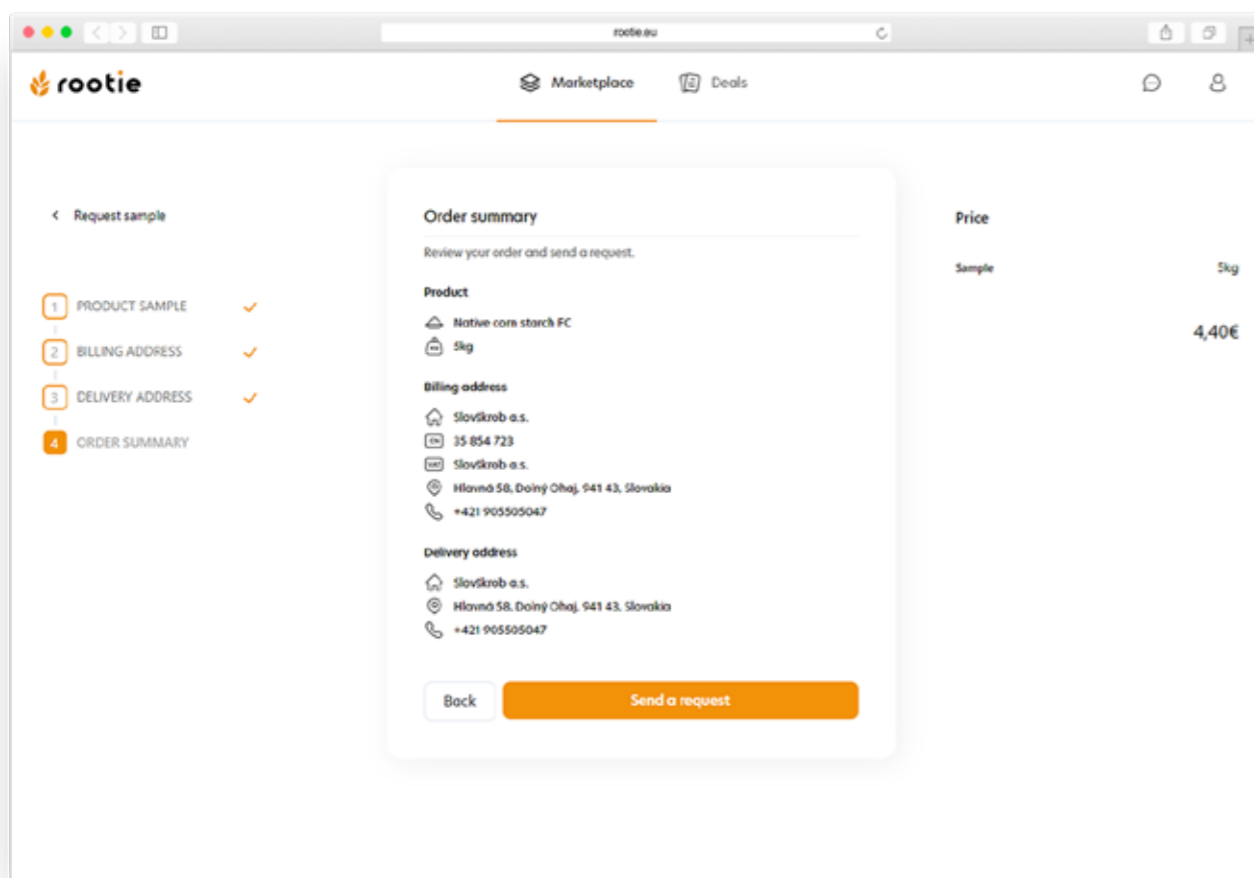 rootie.eu
rootie
Marketplace
Deals
Request sample
1 PRODUCT SAMPLE
2 BILLING ADDRESS
3 DELIVERY ADDRESS
4 ORDER SUMMARY
Order summary
Review your order and send a request.
Product
Native corn starch FC
5kg
Billing address
Slovškrob a.s.
35 854 723
VAT Slovškrob a.s.
Hlavná 58, Dolný Ohaj, 941 43, Slovakia
+421 905505047
Delivery address
Slovškrob a.s.
Hlavná 58, Dolný Ohaj, 941 43, Slovakia
+421 905505047
Back
Send a request
Price
Sample 5kg
4,40€